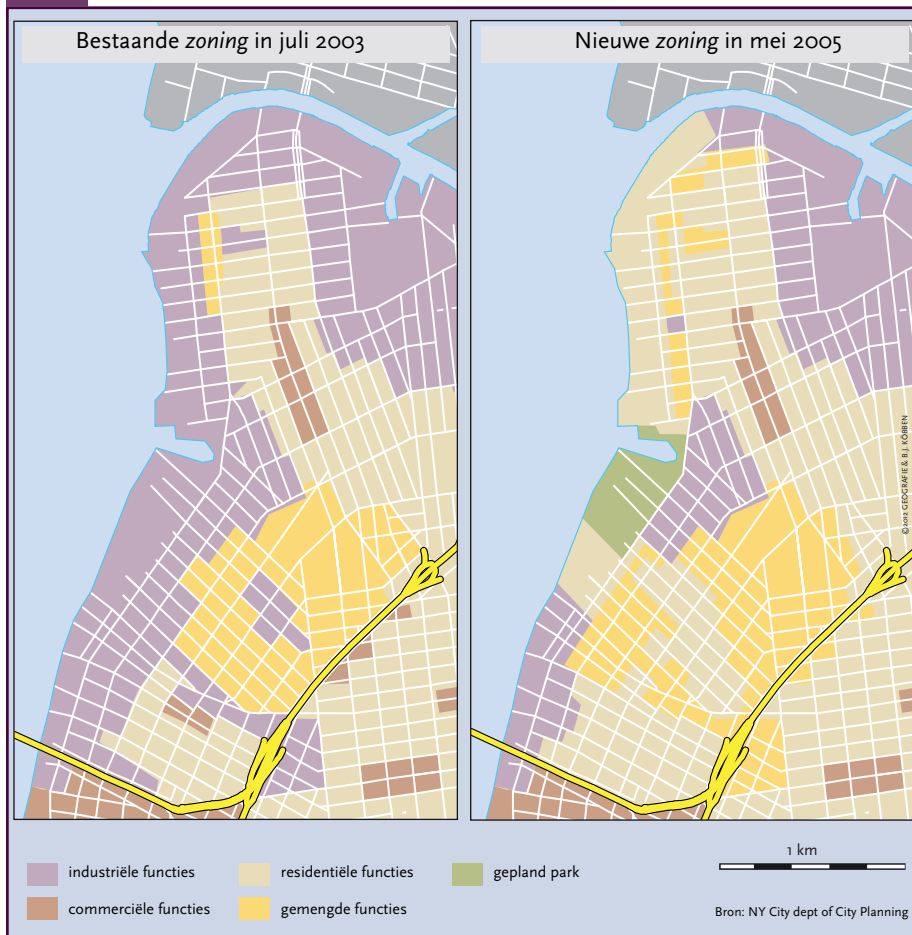 Bestaande zoning in juli 2003
Nieuwe zoning in mei 2005
©2012 GEOGRAFIE & B.J. KÖBBEN
industriële functies
residentiële functies
gepland park
commerciële functies
gemengde functies
1 km
Bron: NY City dept of City Planning